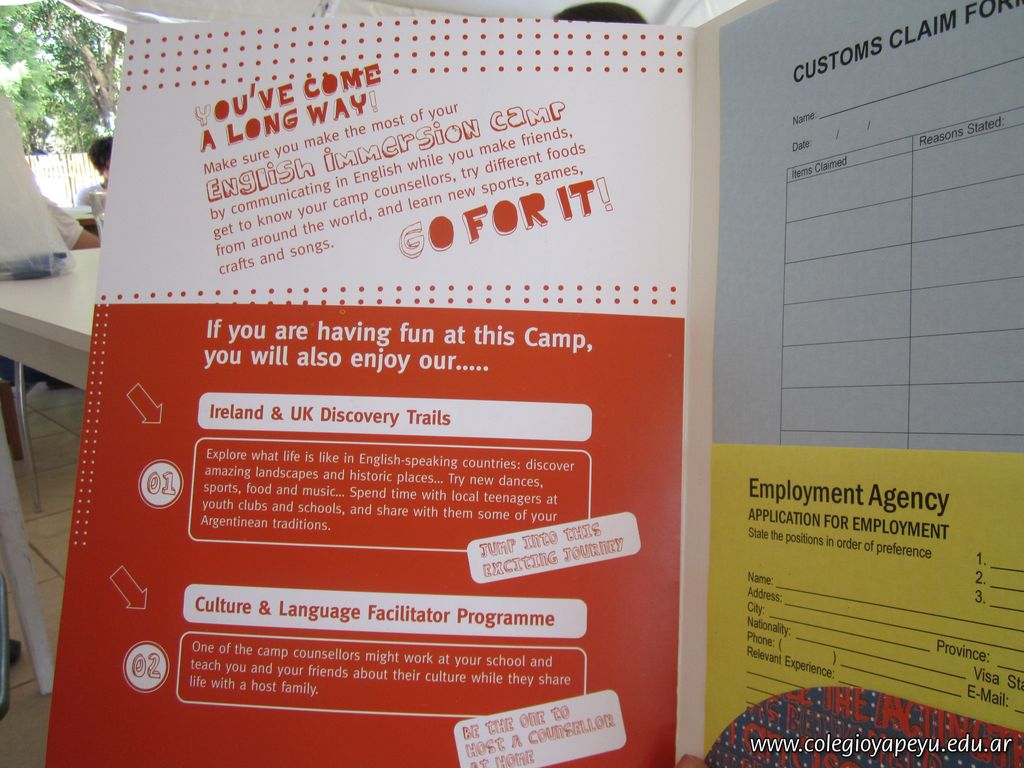 YOU'VE COME
A LONG WAY!
Make sure you make the most of your
English immersion camp
by communicating in English while you make friends,
get to know your camp counsellors, try different foods
from around the world, and learn new sports, games,
crafts and songs.
GO FOR IT!
If you are having fun at this Camp,
you will also enjoy our.....
Ireland & UK Discovery Trails
01
Explore what life is like in English-speaking countries: discover
amazing landscapes and historic places... Try new dances,
sports, food and music... Spend time with local teenagers at
youth clubs and schools, and share with them some of your
Argentinean traditions.
JUMP INTO THIS
EXCITING JOURNEY
Culture & Language Facilitator Programme
02
One of the camp counsellors might work at your school and
teach you and your friends about their culture while they share
life with a host family.
BE THE ONE TO
HOST A COUNSELLOR
AT HOME
CUSTOMS CLAIM FORM
Name:
Date: / /
Items Claimed
Reasons Stated:
Employment Agency
APPLICATION FOR EMPLOYMENT
State the positions in order of preference
1.
2.
3.
Name:
Address:
City:
Nationality:
Province:
Phone: ( )
Visa Sta
Relevant Experience:
E-Mail:
THE
www.colegioyapeyu.edu.ar